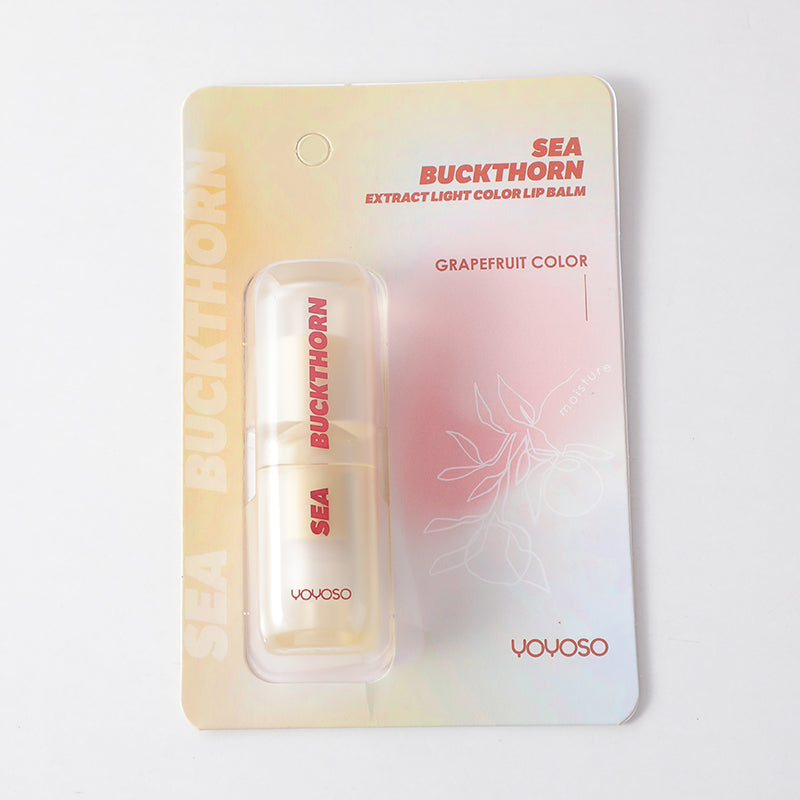 SEA
BUCKTHORN
EXTRACT LIGHT COLOR LIP BALM
GRAPEFRUIT COLOR
moisture
SEA BUCKTHORN
SEA BUCKTHORN
YOYOSO
YOYOSO